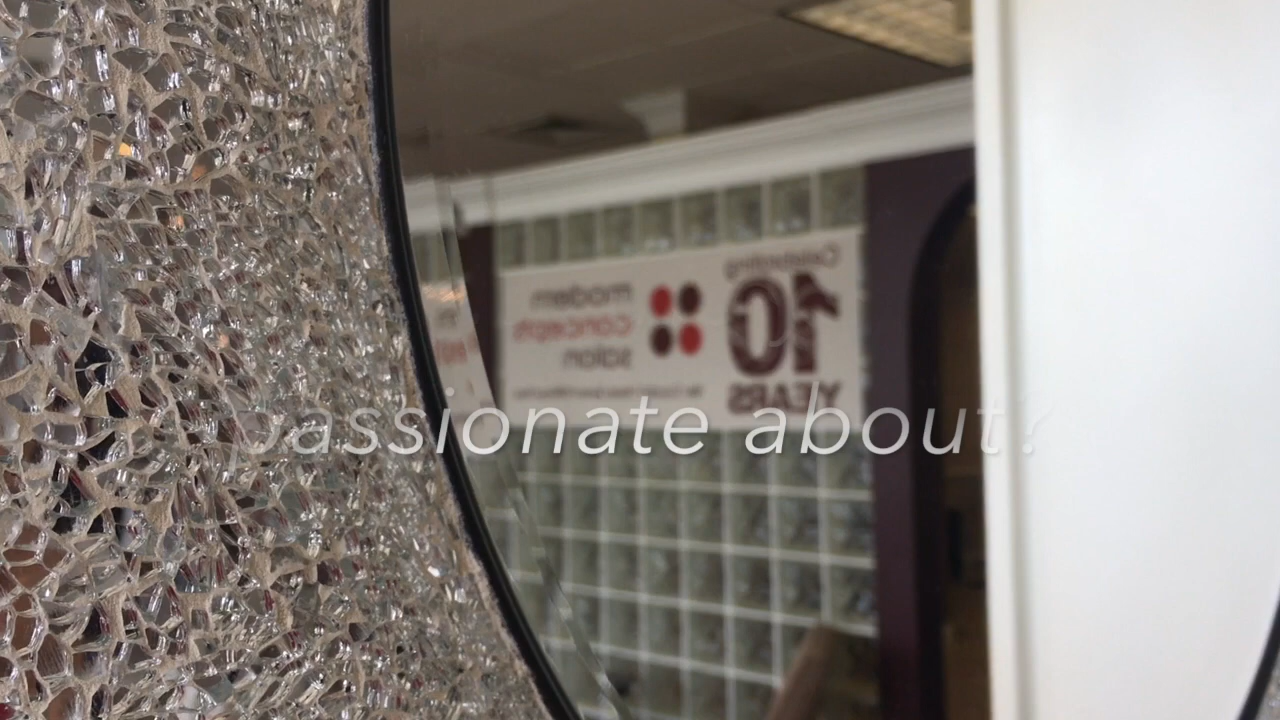 Celebrating
10
YEARS
modern
concepts
salon
passionate about?